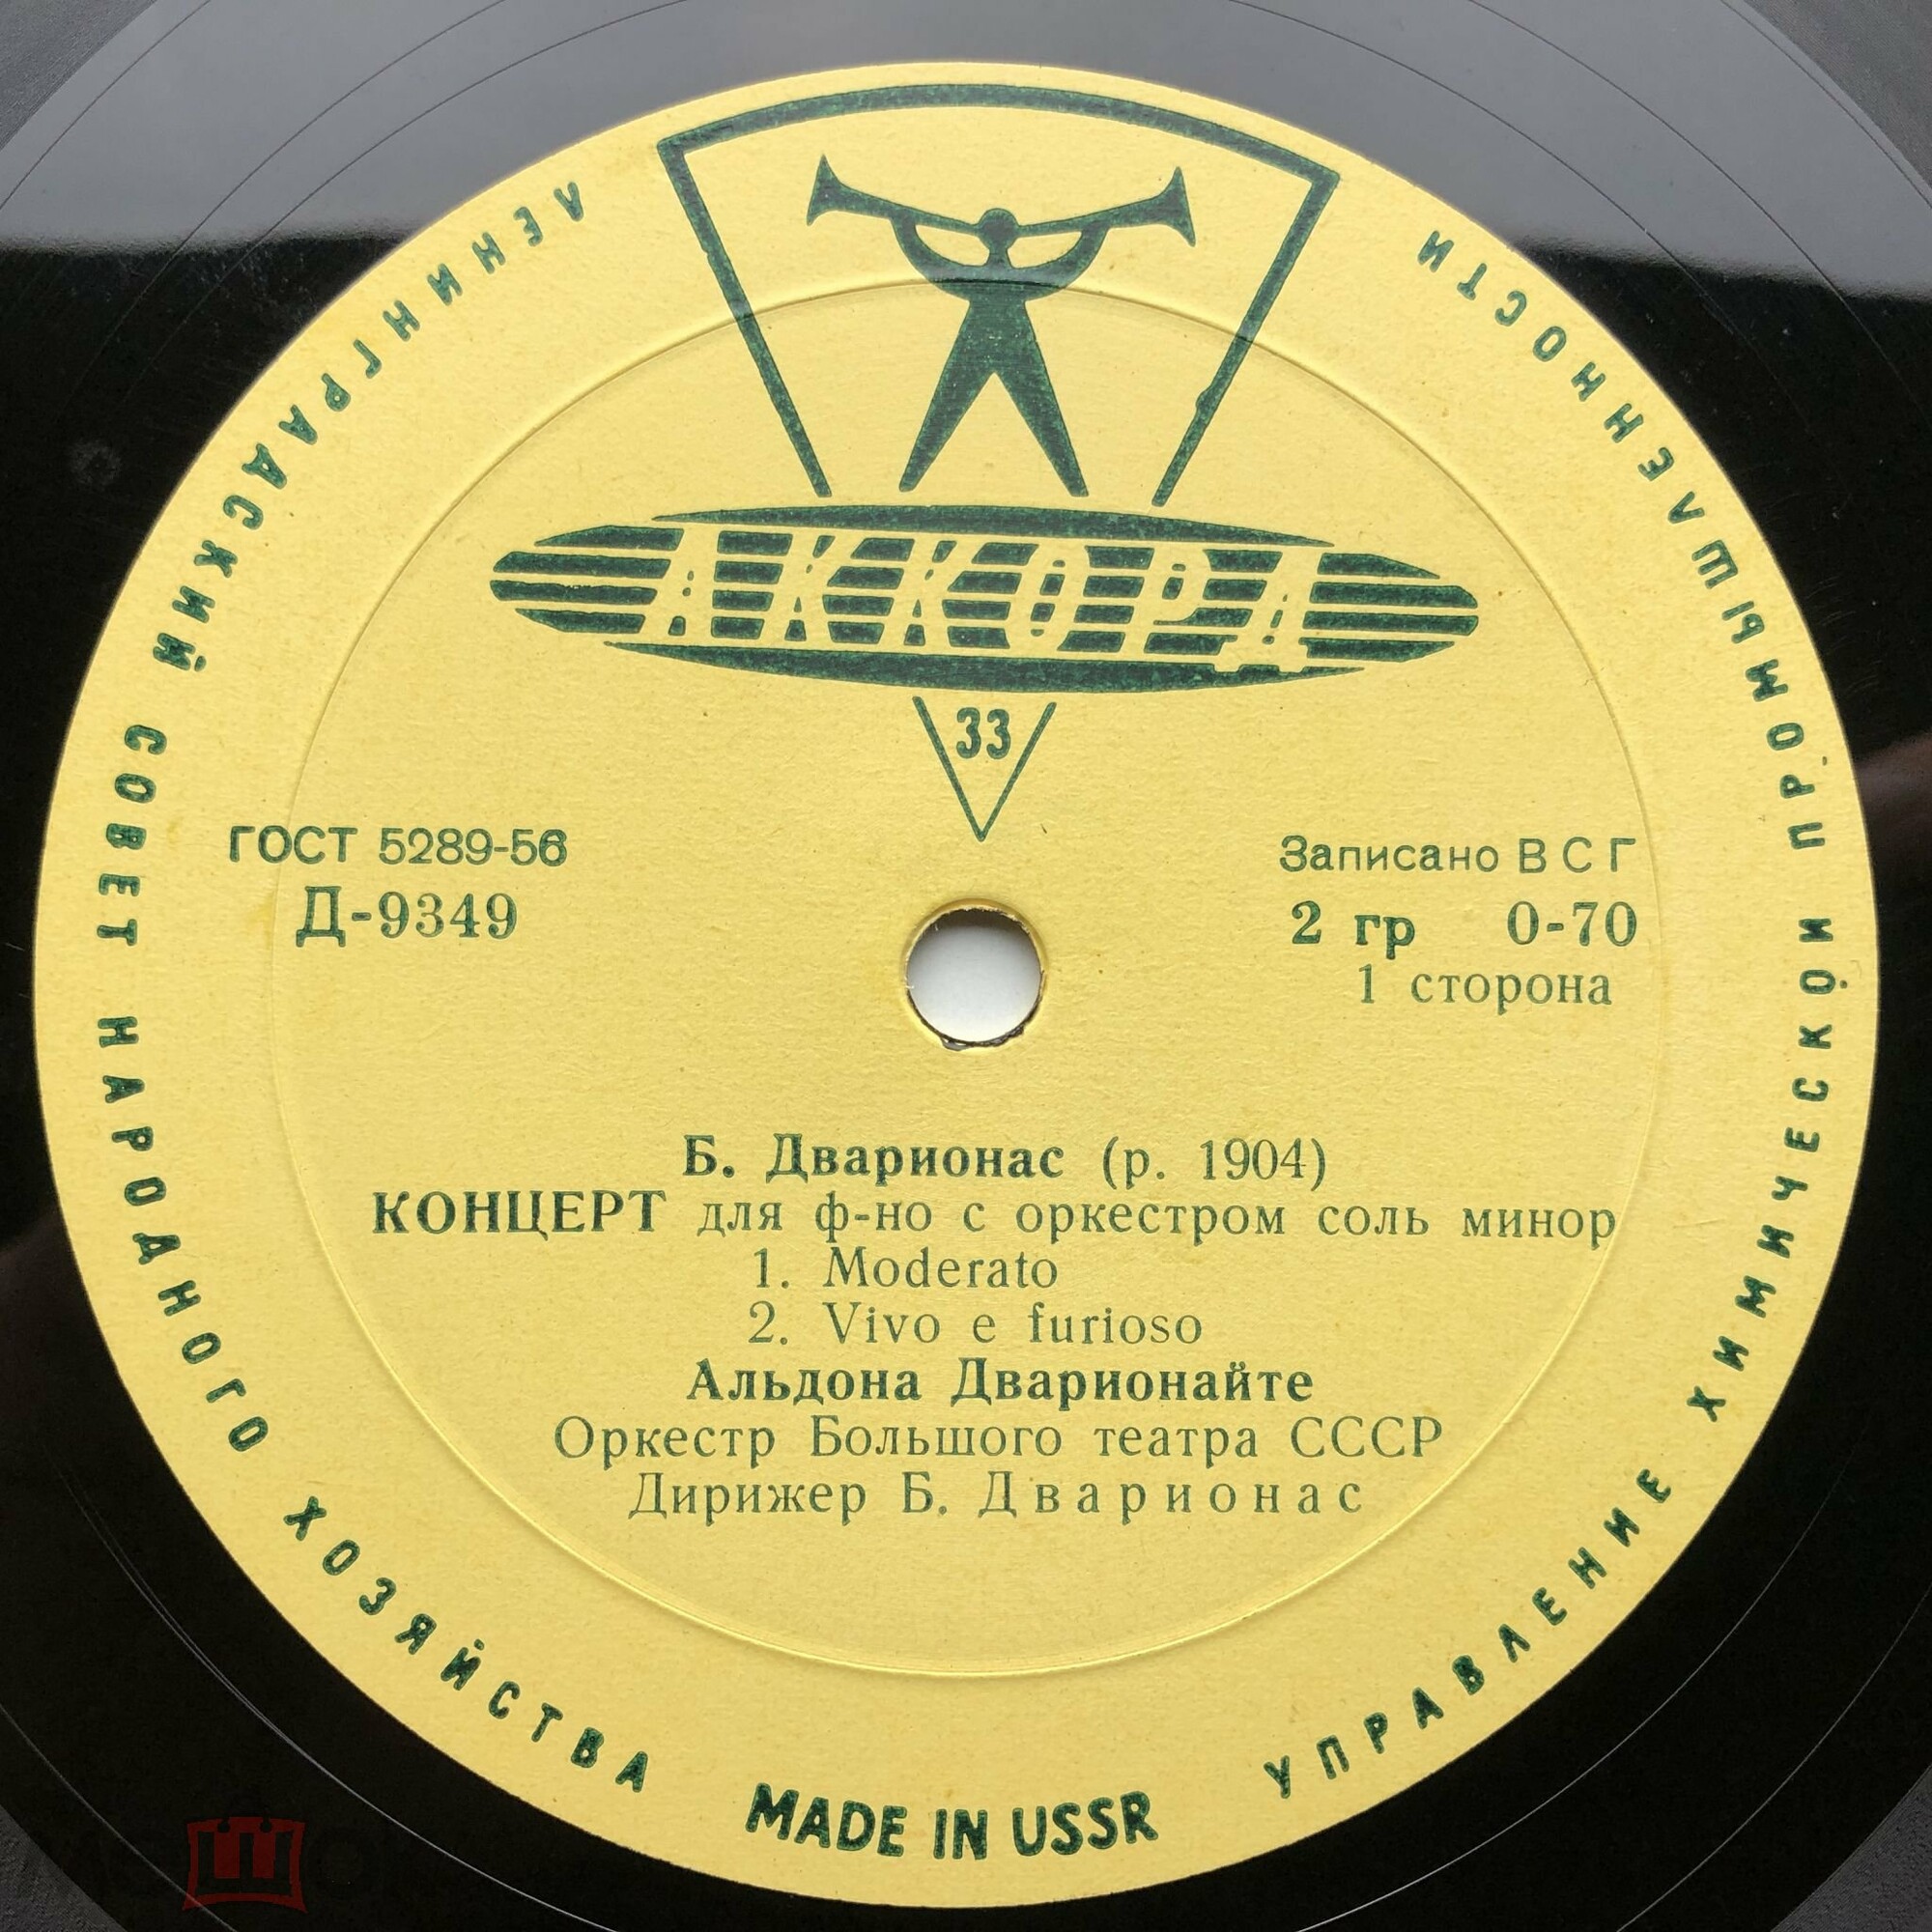 ЛЕНИНГРАДСКИЙ СОВЕТ НАРОДНОГО ХОЗЯЙСТВА
УПРАВЛЕНИЕ ХИМИЧЕСКОЙ ПРОМЫШЛЕННОСТИ
АККОРД
33
ГОСТ 5289-56
Д-9349
Записано ВСГ
2 гр 0-70
1 сторона
Б. Дварионас (р. 1904)
КОНЦЕРТ для ф-но с оркестром соль минор
1. Moderato
2. Vivo e furioso
Альдона Дварионайте
Оркестр Большого театра СССР
Дирижер Б. Дварионас
MADE IN USSR